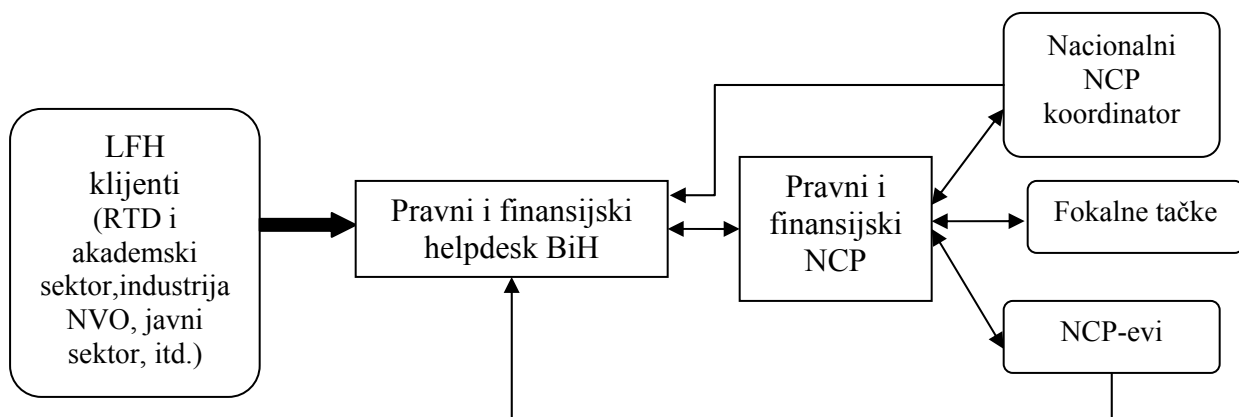 LFH
klijenti
(RTD i
akademski
sektor,industrija
NVO, javni
sektor, itd.)
Pravni i finansijski
helpdesk BiH
Pravni i
finansijski
NCP
Nacionalni
NCP
koordinator
Fokalne tačke
NCP-evi